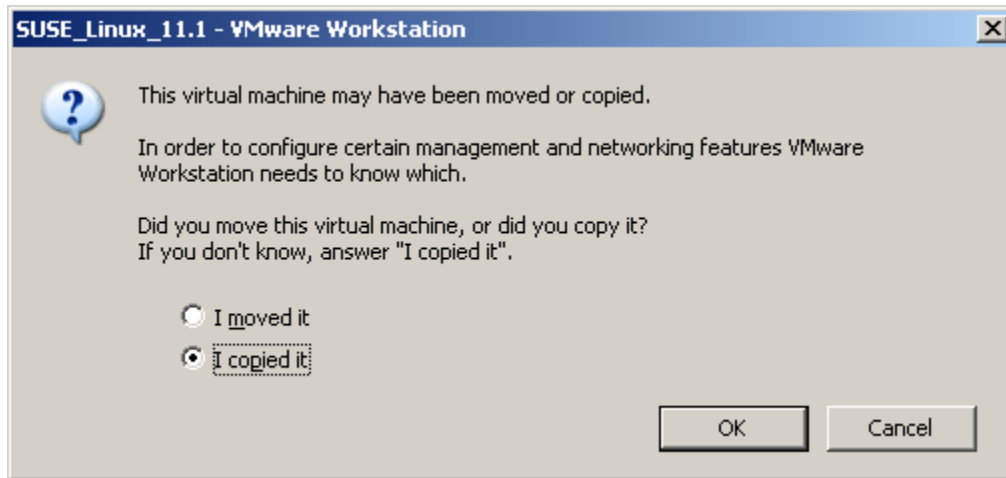 SUSE_Linux_11.1 - VMware Workstation
This virtual machine may have been moved or copied.
In order to configure certain management and networking features VMware
Workstation needs to know which.
Did you move this virtual machine, or did you copy it?
If you don't know, answer "I copied it".
I moved it
I copied it
OK Cancel